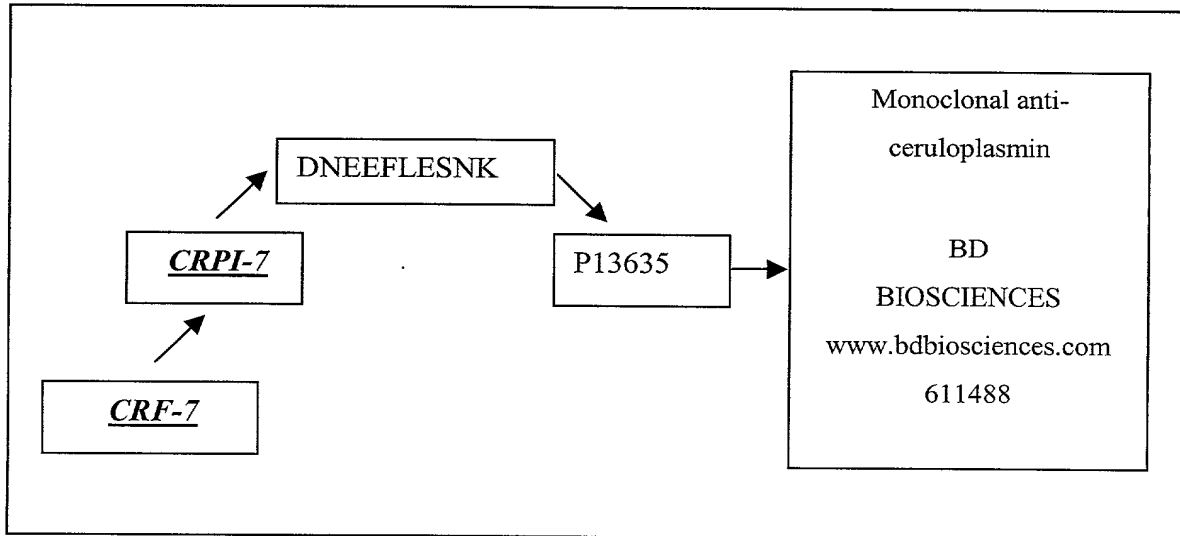 CRF-7
CRPI-7
DNEEFLESNK
P13635
Monoclonal anti-
ceruloplasmin
BD
BIOSCIENCES
www.bdbiosciences.com
611488